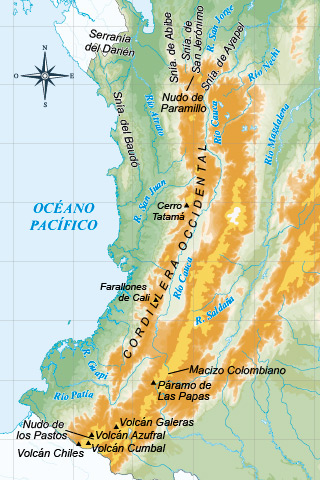 Serranía
del Darién
Snía. de Abibe
Snía. de
San Jerónimo
R. San Jorge
Snía. de Ayapel
N
O
E
S
Río Nechí
Nudo de
Paramillo
Río Atrato
Río Cauca
Río Magdalena
Snía. del Baudó
R. San Juan
Cerro
Tatamá
OCÉANO
PACÍFICO
CORDILLERA OCCIDENTAL
Río Cauca
Farallones
de Cali
R. Saldaña
R. Guapi
Macizo Colombiano
Páramo de
Las Papas
Río Patía
Nudo de
los Pastos
Volcán Galeras
Volcán Azufral
Volcán Cumbal
Volcán Chiles